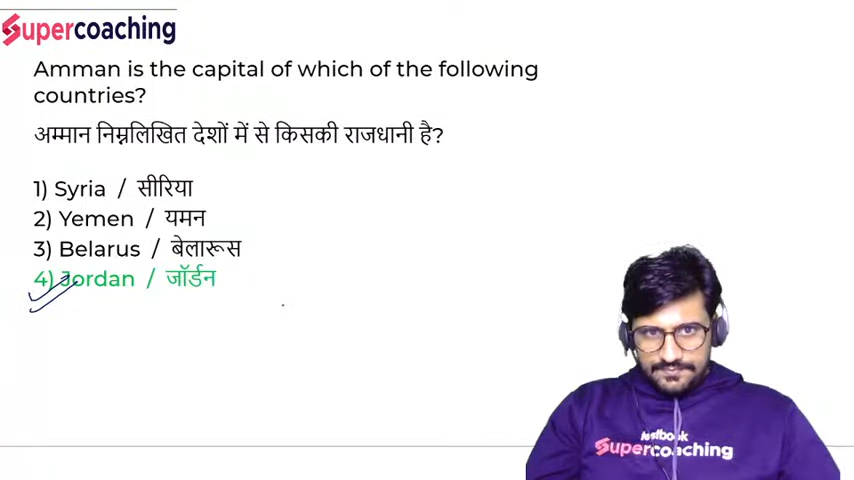 Supercoaching
Amman is the capital of which of the following
countries?
अम्मान निम्नलिखित देशों में से किसकी राजधानी है?
1) Syria / सीरिया
2) Yemen / यमन
3) Belarus / बेलारूस
4) Jordan / जॉर्डन
testbook
Supercoaching